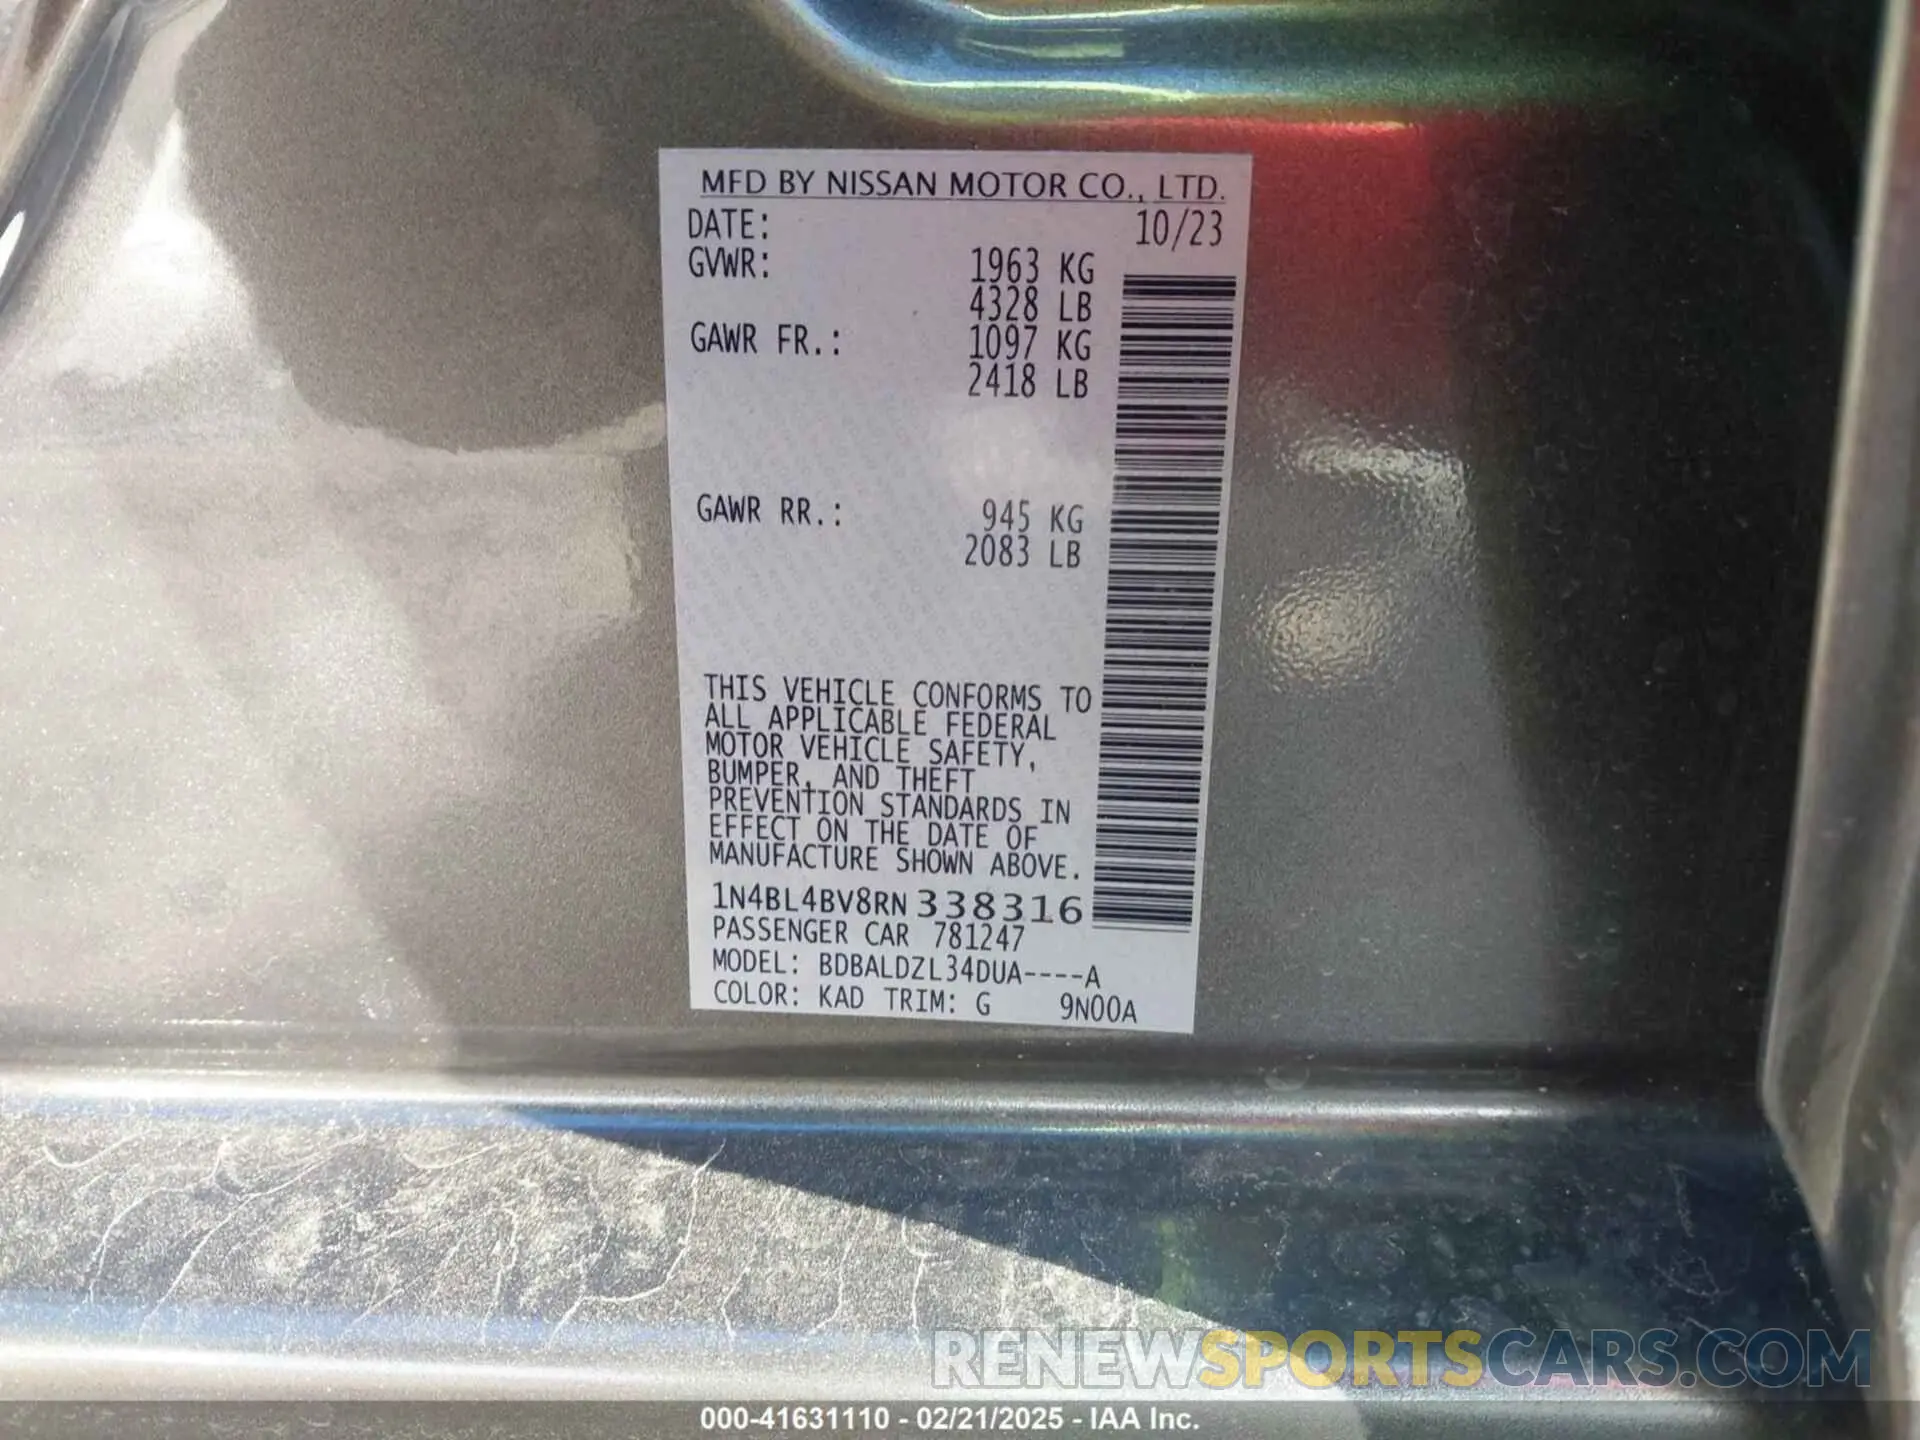 MFD BY NISSAN MOTOR CO., LTD.
DATE: 10/23
GVWR: 1963 KG
4328 LB
GAWR FR.: 1097 KG
2418 LB
GAWR RR.: 945 KG
2083 LB
THIS VEHICLE CONFORMS TO
ALL APPLICABLE FEDERAL
MOTOR VEHICLE SAFETY,
BUMPER, AND THEFT
PREVENTION STANDARDS IN
EFFECT ON THE DATE OF
MANUFACTURE SHOWN ABOVE.
1N4BL4BV8RN338316
PASSENGER CAR 781247
MODEL: BDBALDZL34DUA----A
COLOR: KAD TRIM: G 9N00A
RENEWSPORTSCARS.COM
000-41631110 - 02/21/2025 - IAA Inc.